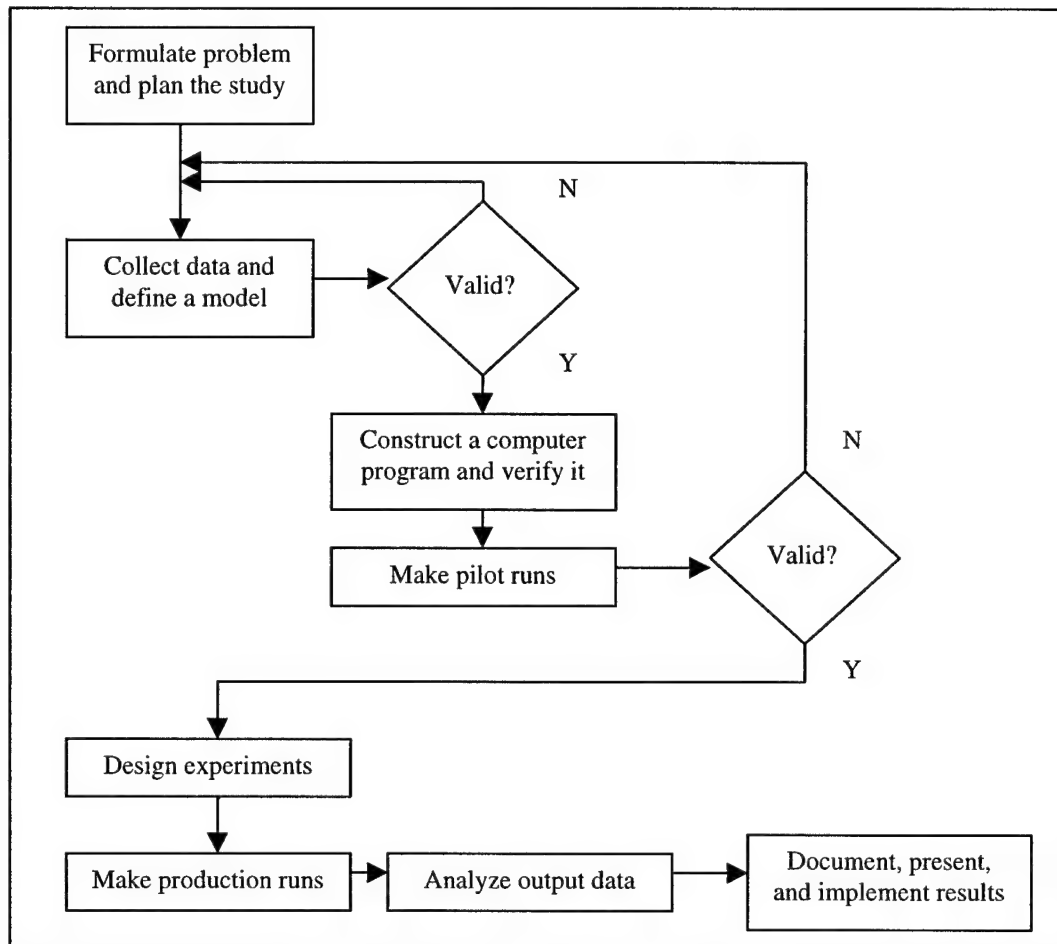 Formulate problem
and plan the study
N
Collect data and
define a model
Valid?
Y
Construct a computer
program and verify it
N
Make pilot runs
Valid?
Y
Design experiments
Make production runs
Analyze output data
Document, present,
and implement results